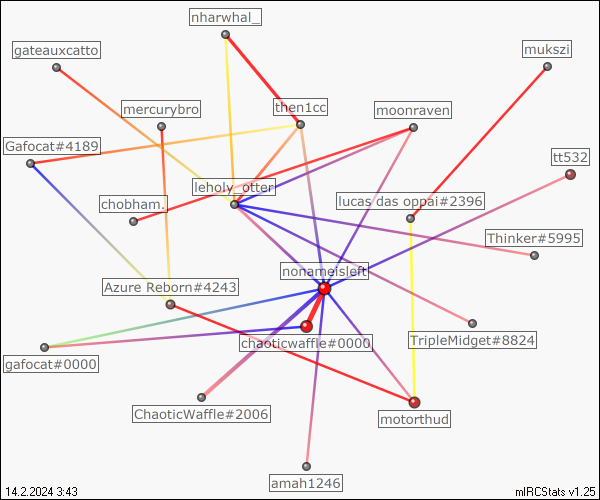 nharwhal_
gateauxcatto
mukszi
mercurybro
then1cc
moonraven
Gafocat#4189
tt532
leholy_otter
chobham.
lucas das oppai#2396
Thinker#5995
nonameisleft
Azure Reborn#4243
chaoticwaffle#0000
TripleMidget#8824
gafocat#0000
ChaoticWaffle#2006
motorthud
amah1246
14.2.2024 3:43
mIRCStats v1.25